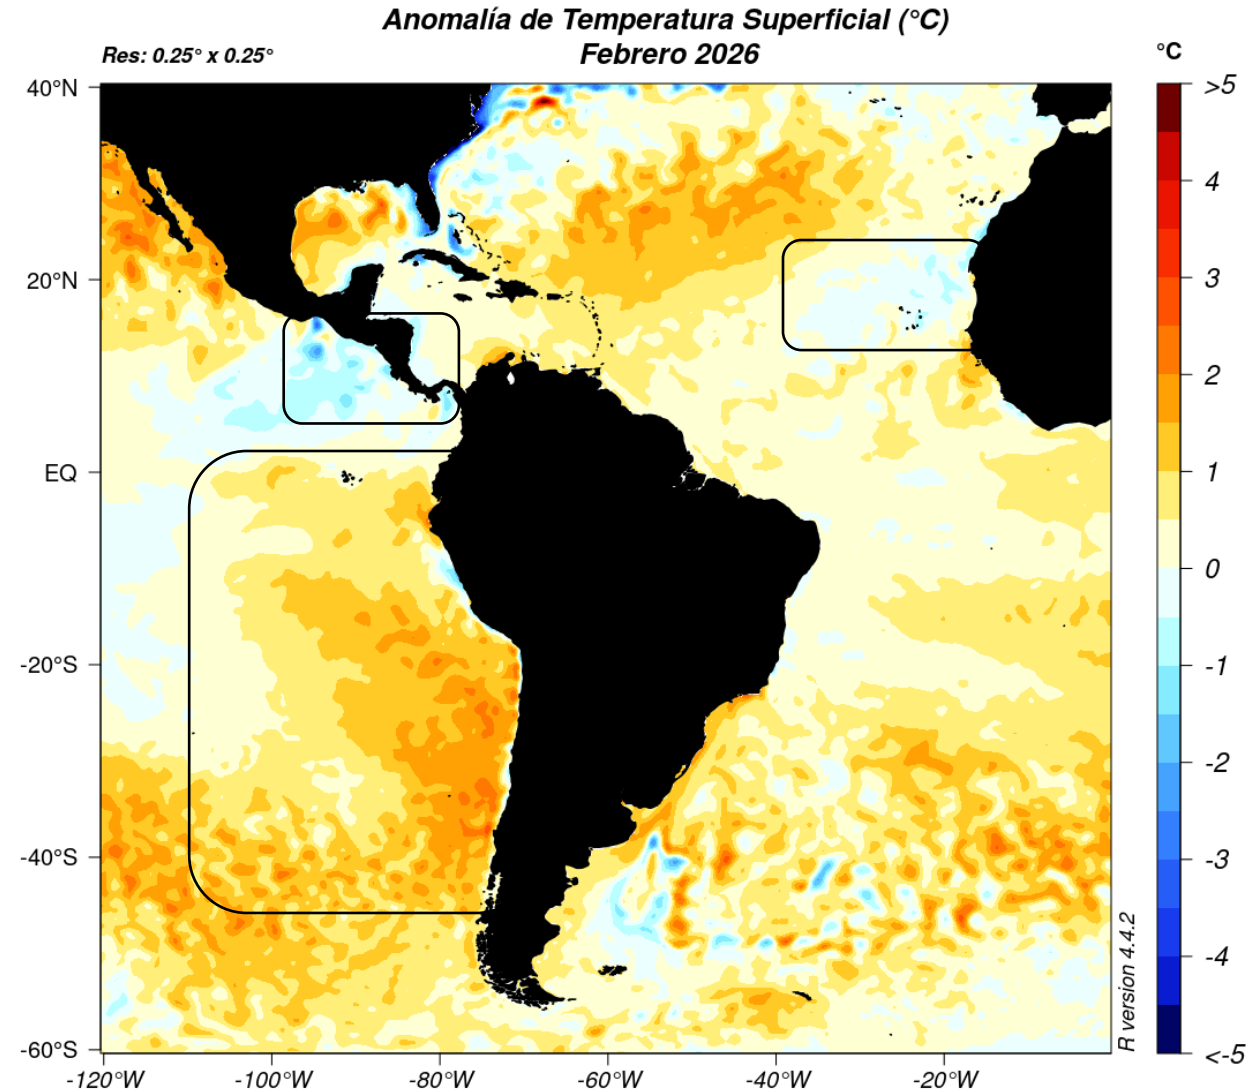 Anomalía de Temperatura Superficial (°C)
Febrero 2026
Res: 0.25° x 0.25°
°C
40°N
20°N
EQ
-20°S
-40°S
-60°S
-120°W
-100°W
-80°W
-60°W
-40°W
-20°W
>5
4
3
2
1
0
-1
-2
-3
-4
<-5
R version 4.4.2